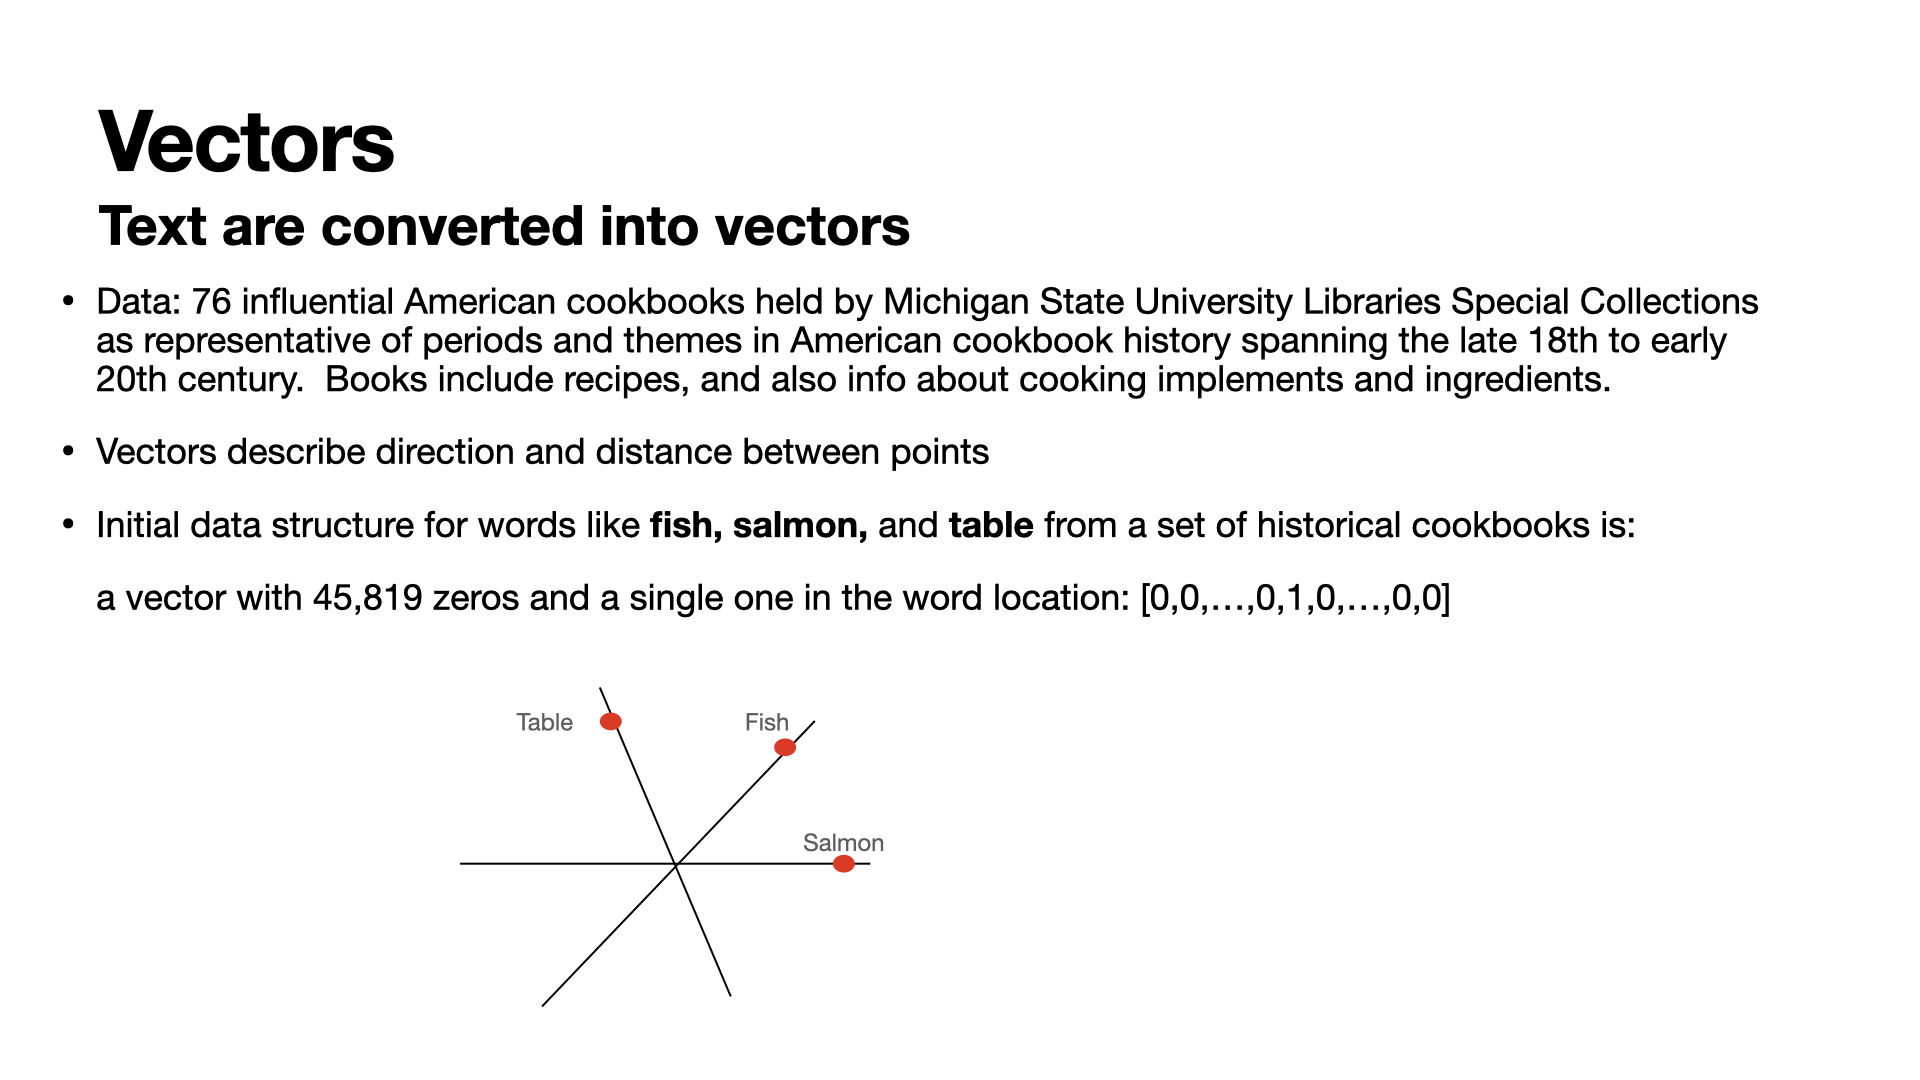 Vectors
Text are converted into vectors
• Data: 76 influential American cookbooks held by Michigan State University Libraries Special Collections
as representative of periods and themes in American cookbook history spanning the late 18th to early
20th century.  Books include recipes, and also info about cooking implements and ingredients.
• Vectors describe direction and distance between points
• Initial data structure for words like fish, salmon, and table from a set of historical cookbooks is:
a vector with 45,819 zeros and a single one in the word location: [0,0,…,0,1,0,…,0,0]
Table
Fish
Salmon